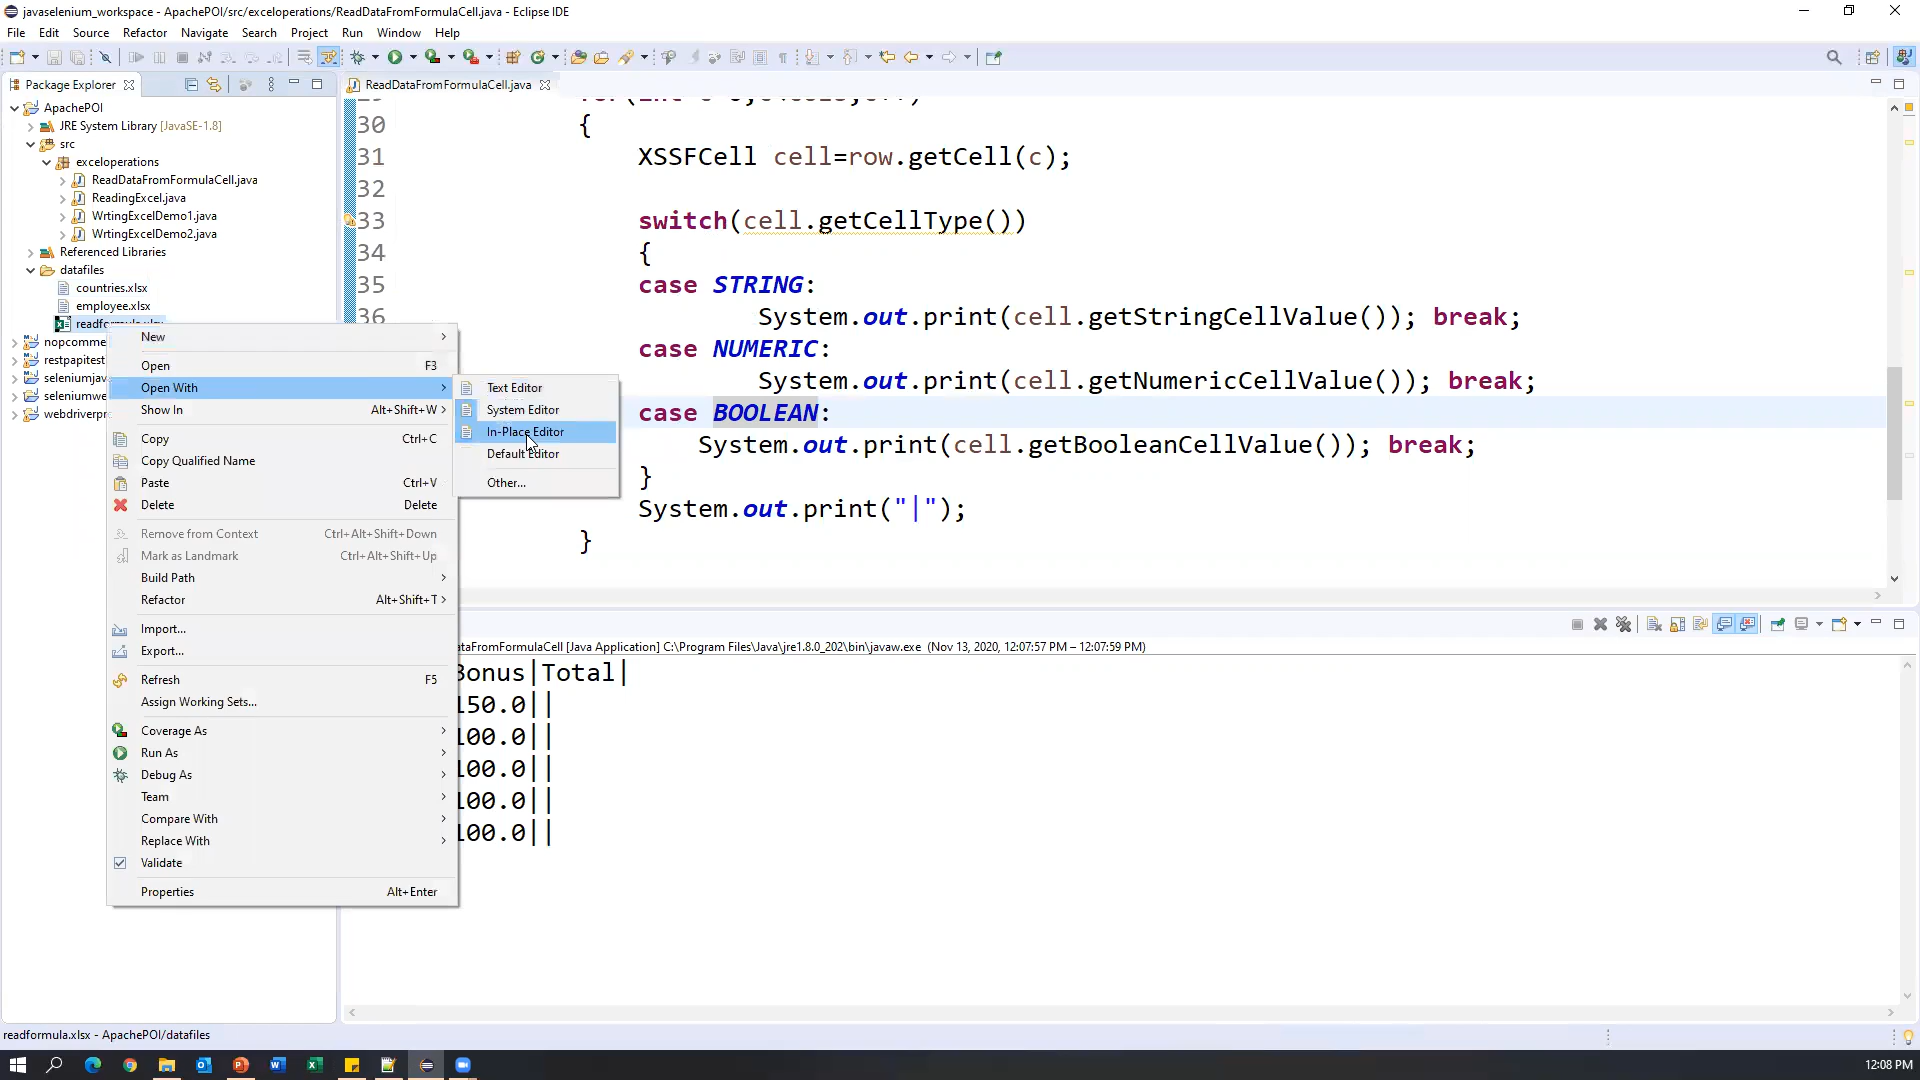 javaselenium_workspace - ApachePOI/src/exceloperations/ReadDataFromFormulaCell.java - Eclipse IDE
File Edit Source Refactor Navigate Search Project Run Window Help
Package Explorer
ReadDataFromFormulaCell.java
ApachePOI
JRE System Library [JavaSE-1.8]
src
exceloperations
ReadDataFromFormulaCell.java
ReadingExcel.java
WrtingExcelDemo1.java
WrtingExcelDemo2.java
Referenced Libraries
datafiles
countries.xlsx
employee.xlsx
readformula.xlsx
nopcomme
restpapitest
seleniumjav
seleniumwe
webdriverpr
New
Open F3
Open With
Show In Alt+Shift+W
Copy Ctrl+C
Copy Qualified Name
Paste Ctrl+V
Delete Delete
Remove from Context Ctrl+Alt+Shift+Down
Mark as Landmark Ctrl+Alt+Shift+Up
Build Path
Refactor Alt+Shift+T
Import...
Export...
Refresh F5
Assign Working Sets...
Coverage As
Run As
Debug As
Team
Compare With
Replace With
Validate
Properties Alt+Enter
Text Editor
System Editor
In-Place Editor
Default Editor
Other...
30 {
31 XSSFCell cell=row.getCell(c);
32
33 switch(cell.getCellType())
34 {
35 case STRING:
36 System.out.print(cell.getStringCellValue()); break;
case NUMERIC:
System.out.print(cell.getNumericCellValue()); break;
case BOOLEAN:
System.out.print(cell.getBooleanCellValue()); break;
}
System.out.print("|");
}
ataFromFormulaCell [Java Application] C:\Program Files\Java\jre1.8.0_202\bin\javaw.exe (Nov 13, 2020, 12:07:57 PM – 12:07:59 PM)
Bonus|Total|
150.0||
100.0||
100.0||
100.0||
100.0||
readformula.xlsx - ApachePOI/datafiles
12:08 PM